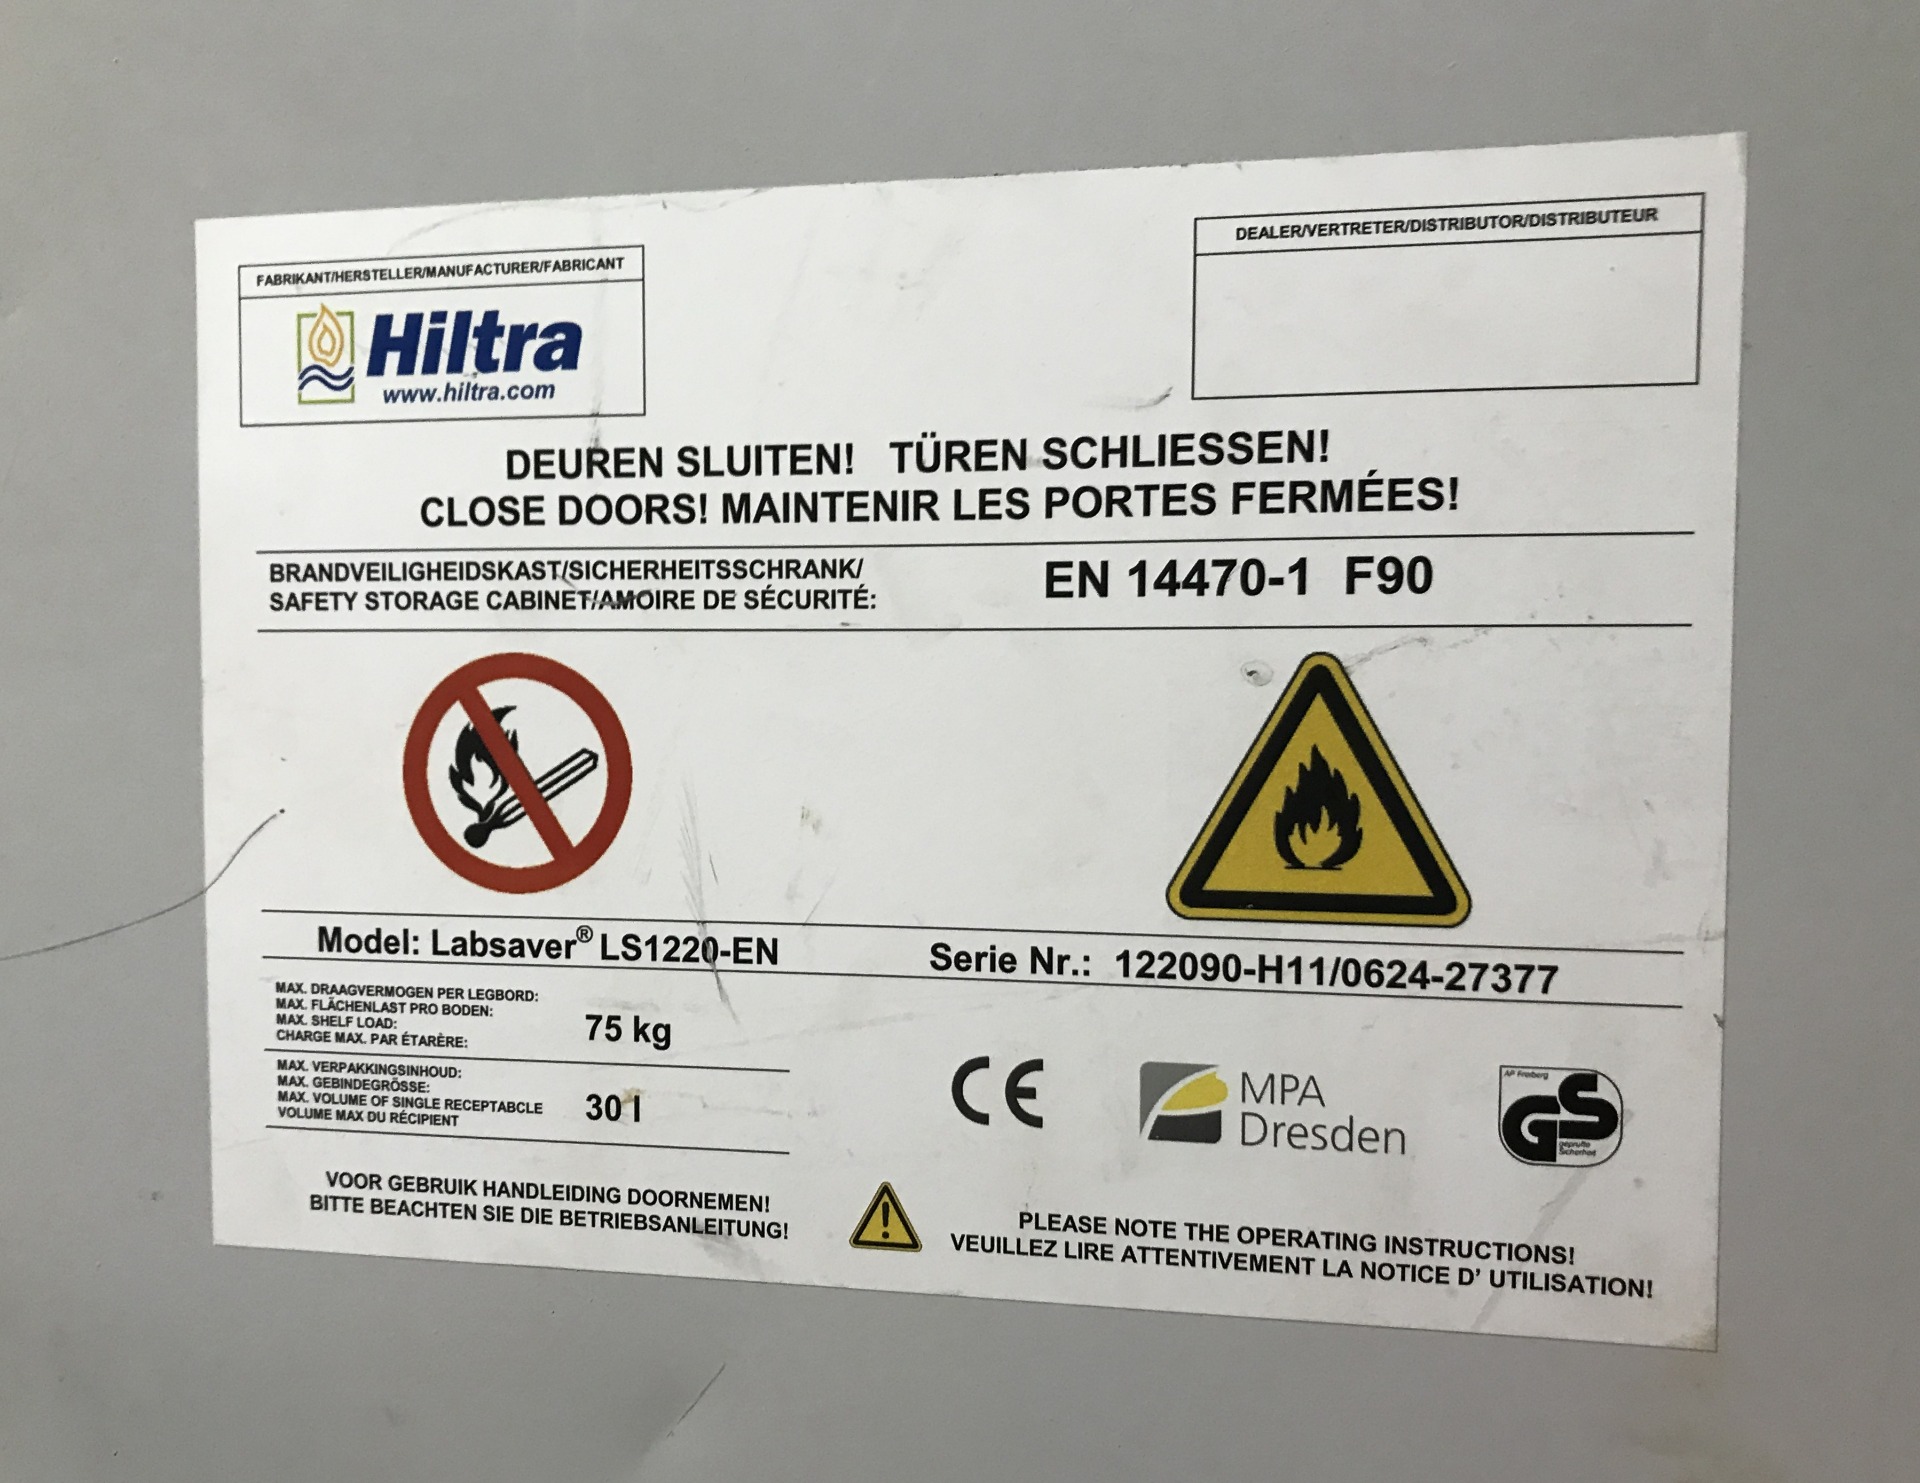 FABRIKANT/HERSTELLER/MANUFACTURER/FABRICANT
Hiltra
www.hiltra.com
DEALER/VERTRETER/DISTRIBUTOR/DISTRIBUTEUR
DEUREN SLUITEN! TÜREN SCHLIESSEN!
CLOSE DOORS! MAINTENIR LES PORTES FERMÉES!
BRANDVEILIGHEIDSKAST/SICHERHEITSSCHRANK/
SAFETY STORAGE CABINET/AMOIRE DE SÉCURITÉ:
EN 14470-1 F90
Model: Labsaver® LS1220-EN
Serie Nr.: 122090-H11/0624-27377
MAX. DRAAGVERMOGEN PER LEGBORD:
MAX. FLÄCHENLAST PRO BODEN:
MAX. SHELF LOAD:
CHARGE MAX. PAR ÉTARÈRE:
75 kg
MAX. VERPAKKINGSINHOUD:
MAX. GEBINDEGRÖSSE:
MAX. VOLUME OF SINGLE RECEPTABCLE
VOLUME MAX DU RÉCIPIENT
30 l
CE
MPA
Dresden
AP Freiberg
GS
geprüfte
Sicherheit
VOOR GEBRUIK HANDLEIDING DOORNEMEN!
BITTE BEACHTEN SIE DIE BETRIEBSANLEITUNG!
PLEASE NOTE THE OPERATING INSTRUCTIONS!
VEUILLEZ LIRE ATTENTIVEMENT LA NOTICE D' UTILISATION!